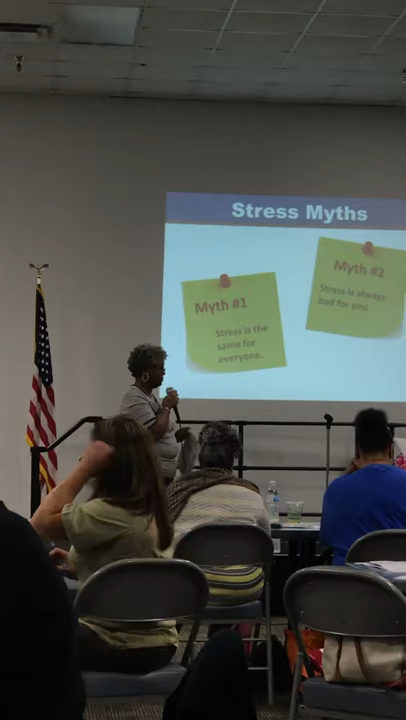 Stress Myths
Myth #1
Stress is the
same for
everyone.
Myth #2
Stress is always
bad for you.